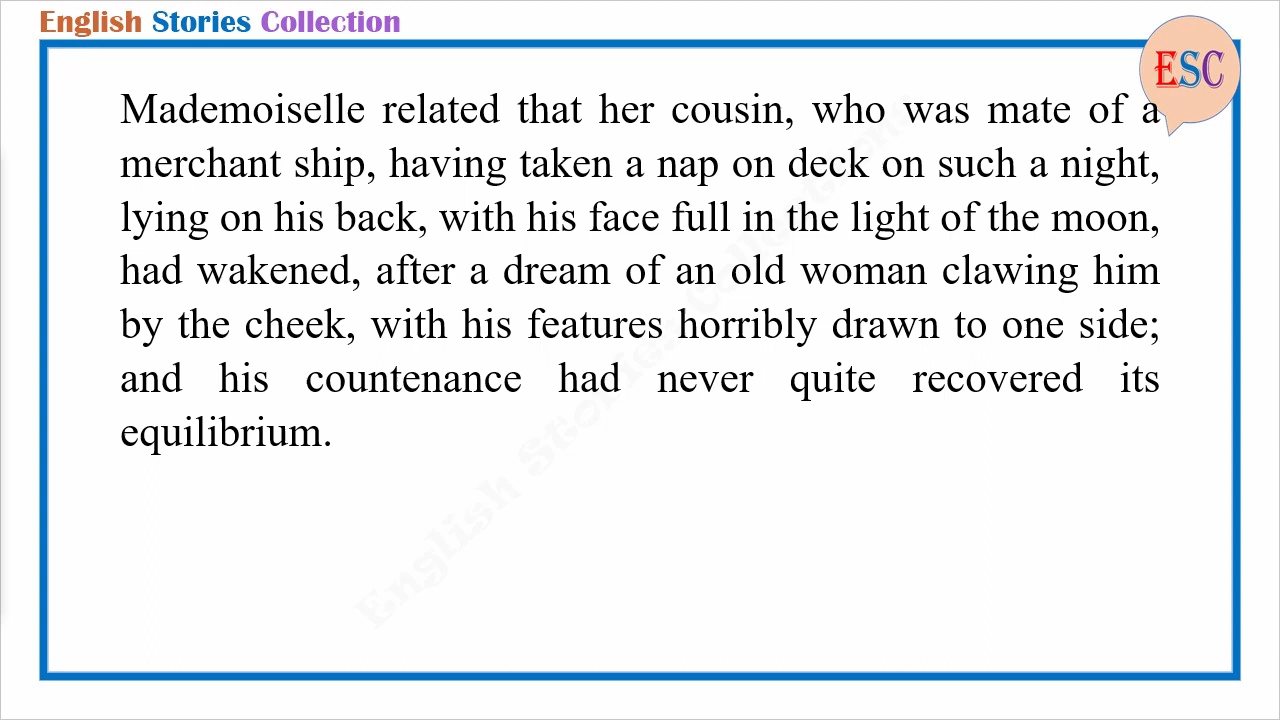 English Stories Collection
ESC
Mademoiselle related that her cousin, who was mate of a
merchant ship, having taken a nap on deck on such a night,
lying on his back, with his face full in the light of the moon,
had wakened, after a dream of an old woman clawing him
by the cheek, with his features horribly drawn to one side;
and his countenance had never quite recovered its
equilibrium.
English Stories Collections